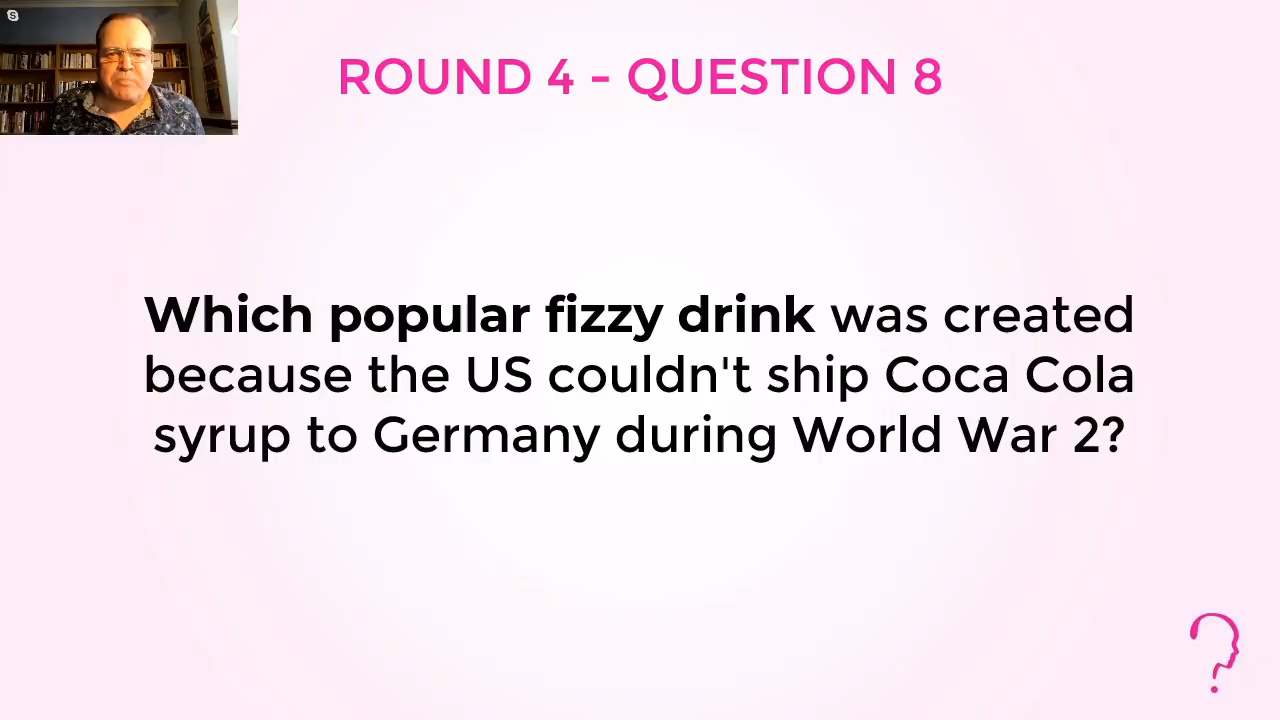 ROUND 4 - QUESTION 8
Which popular fizzy drink was created
because the US couldn't ship Coca Cola
syrup to Germany during World War 2?